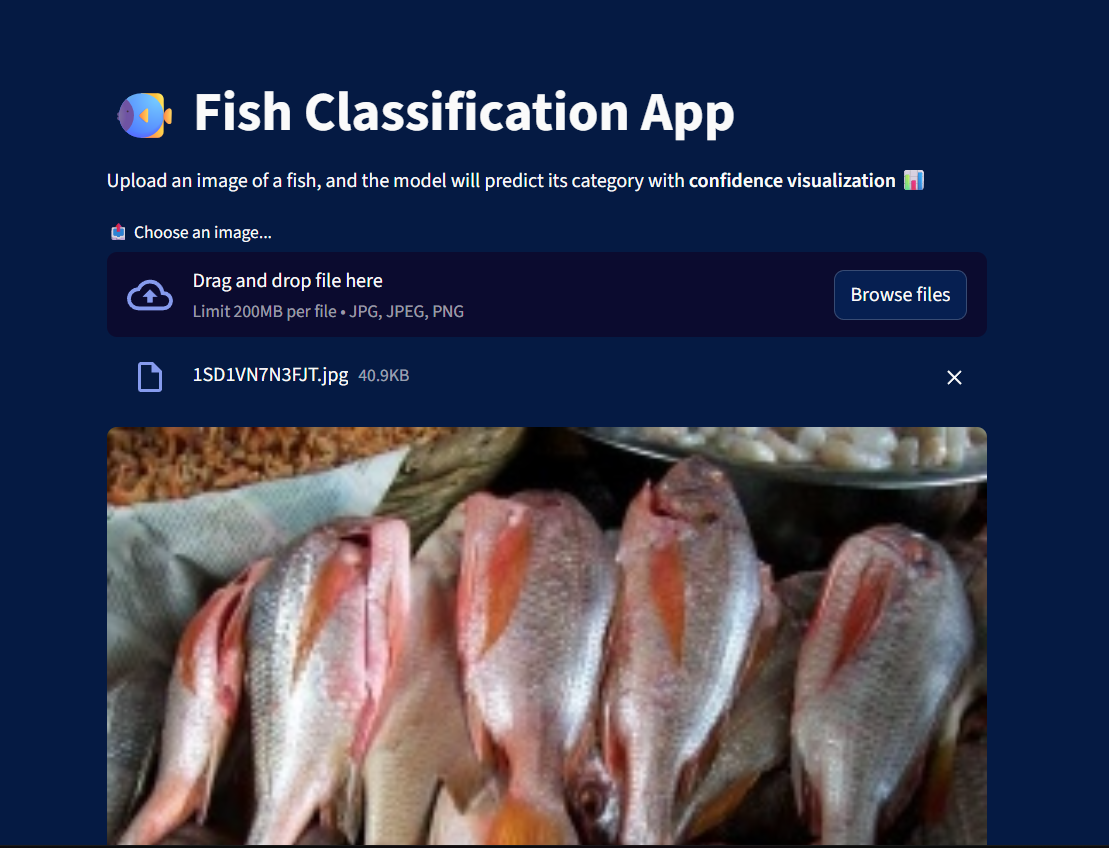 Fish Classification App
Upload an image of a fish, and the model will predict its category with confidence visualization
Choose an image...
Drag and drop file here
Limit 200MB per file • JPG, JPEG, PNG
Browse files
1SD1VN7N3FJT.jpg 40.9KB